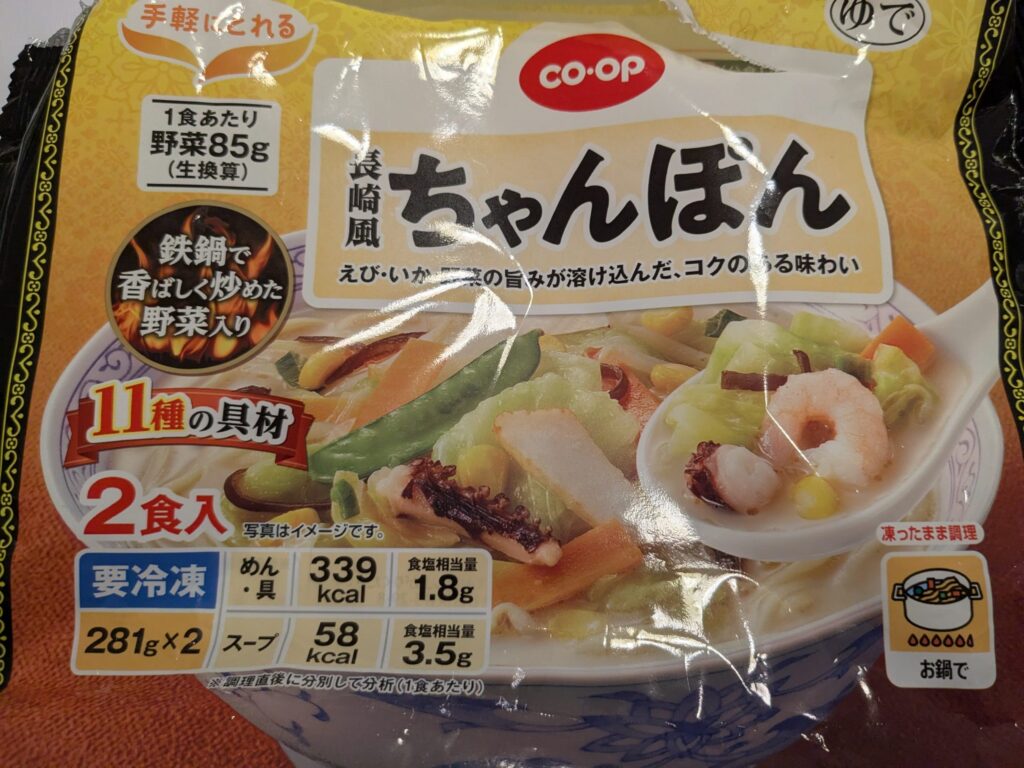 手軽にとれる
ゆで
CO・OP
1食あたり
野菜85g
(生換算)
長崎風
ちゃんぽん
えび・いか 菜の旨みが溶け込んだ、コクの る味わい
鉄鍋で
香ばしく炒めた
野菜入り
11種の具材
2食入
写真はイメージです。
凍ったまま調理
お鍋で
要冷凍
281g×2
めん・具
339
kcal
食塩相当量
1.8g
スープ
58
kcal
食塩相当量
3.5g
※調理直後に分別して分析(1食あたり)